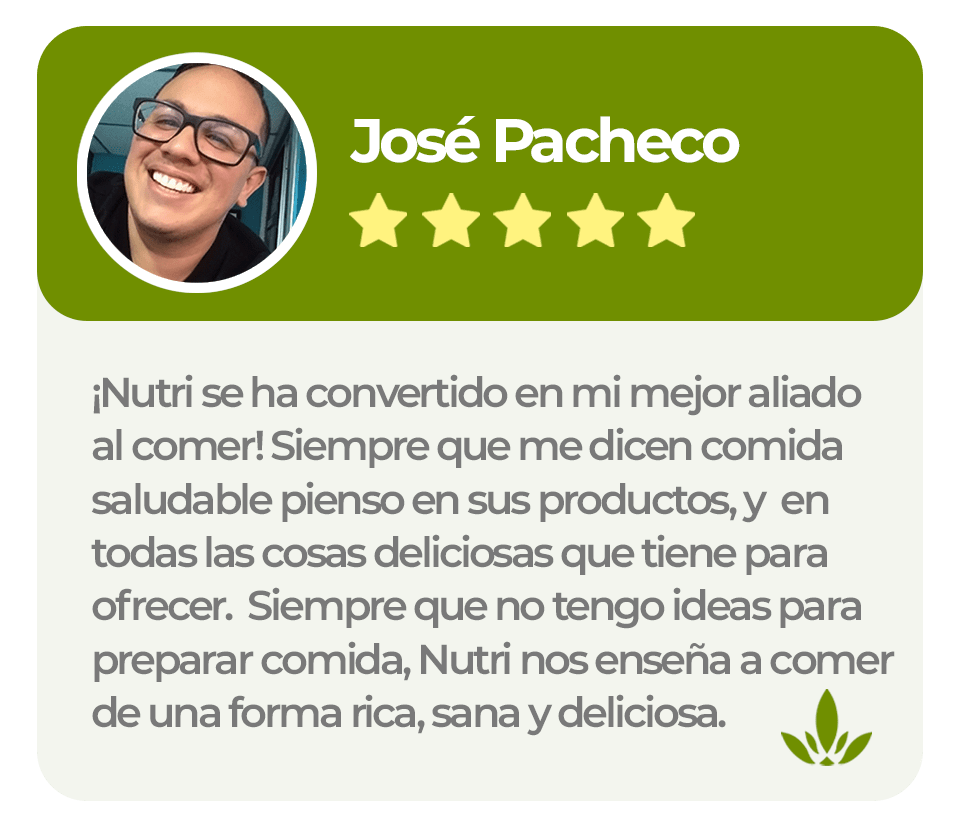 José Pacheco
¡Nutri se ha convertido en mi mejor aliado
al comer! Siempre que me dicen comida
saludable pienso en sus productos, y  en
todas las cosas deliciosas que tiene para
ofrecer.  Siempre que no tengo ideas para
preparar comida, Nutri nos enseña a comer
de una forma rica, sana y deliciosa.